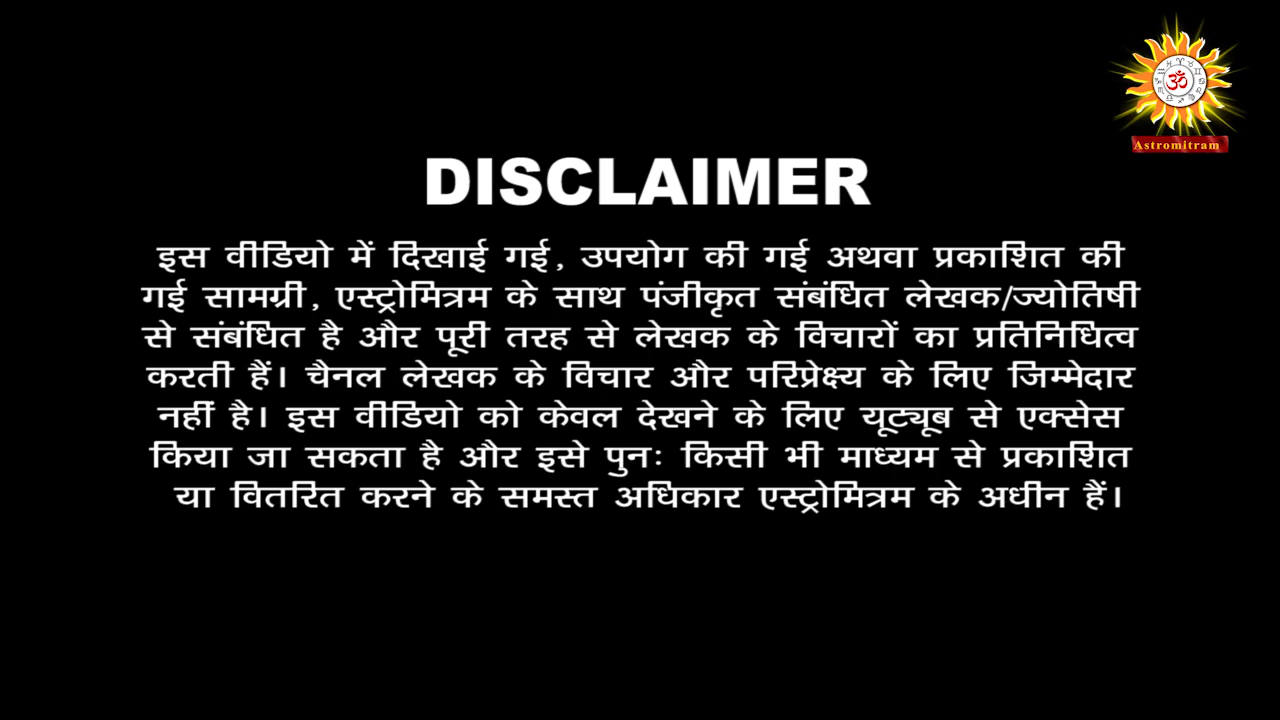 Astromitram
DISCLAIMER
इस वीडियो में दिखाई गई, उपयोग की गई अथवा प्रकाशित की
गई सामग्री, एस्ट्रोमित्रम के साथ पंजीकृत संबंधित लेखक/ज्योतिषी
से संबंधित है और पूरी तरह से लेखक के विचारों का प्रतिनिधित्व
करती हैं। चैनल लेखक के विचार और परिप्रेक्ष्य के लिए जिम्मेदार
नहीं है। इस वीडियो को केवल देखने के लिए यूट्यूब से एक्सेस
किया जा सकता है और इसे पुनः किसी भी माध्यम से प्रकाशित
या वितरित करने के समस्त अधिकार एस्ट्रोमित्रम के अधीन हैं।